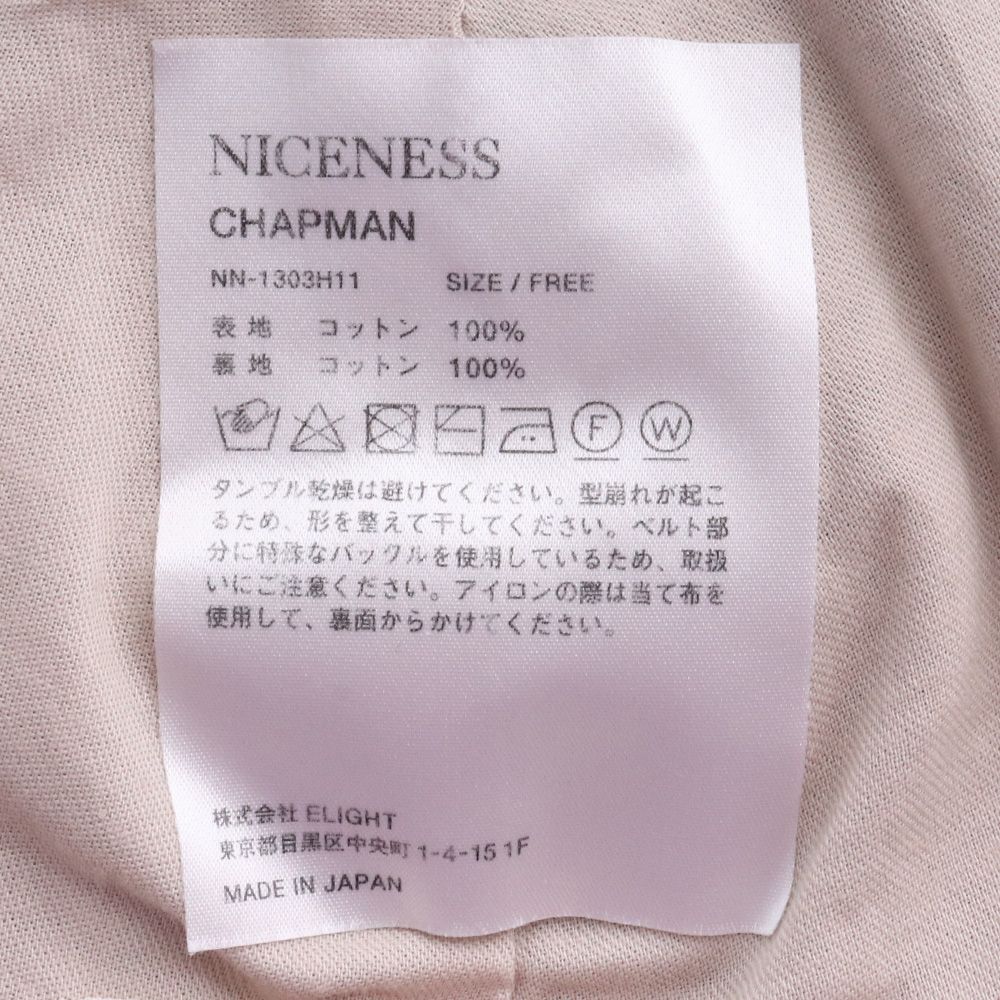 NICENESS
CHAPMAN
NN-1303H11 SIZE / FREE
表地 コットン 100%
裏地 コットン 100%
F W
タンブル乾燥は避けてください。型崩れが起こ
るため、形を整えて干してください。ベルト部
分に特殊なバックルを使用しているため、取扱
いにご注意ください。アイロンの際は当て布を
使用して、裏面からかけてください。
株式会社 ELIGHT
東京都目黒区中央町 1-4-15 1F
MADE IN JAPAN